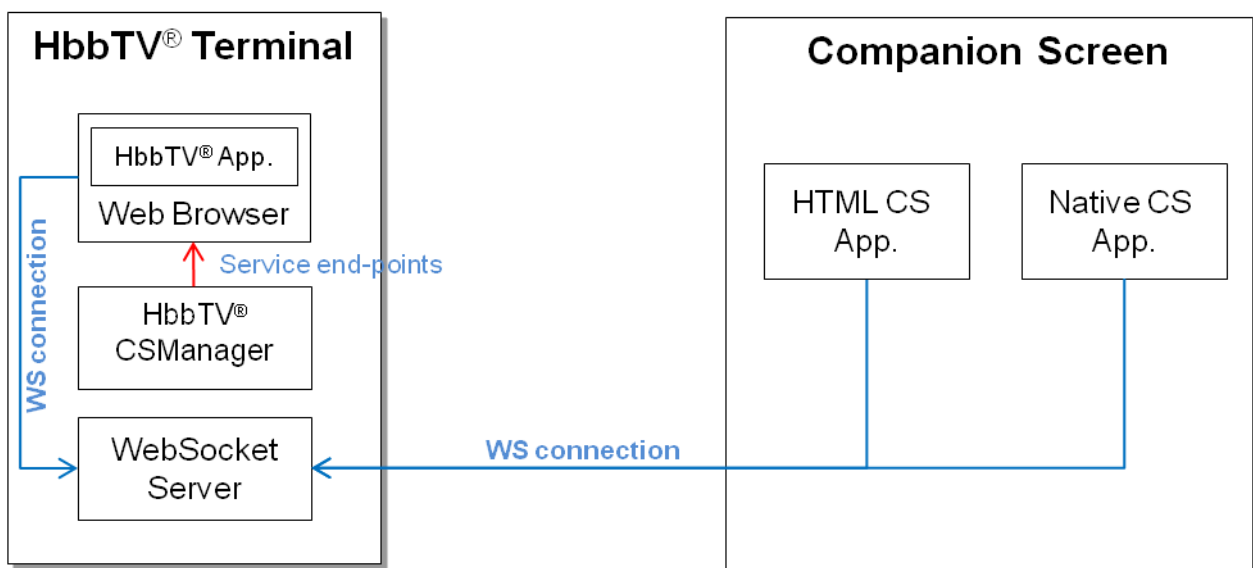 HbbTV® Terminal
HbbTV® App.
Web Browser
Service end-points
HbbTV®
CSManager
WS connection
WebSocket
Server
WS connection
Companion Screen
HTML CS
App.
Native CS
App.